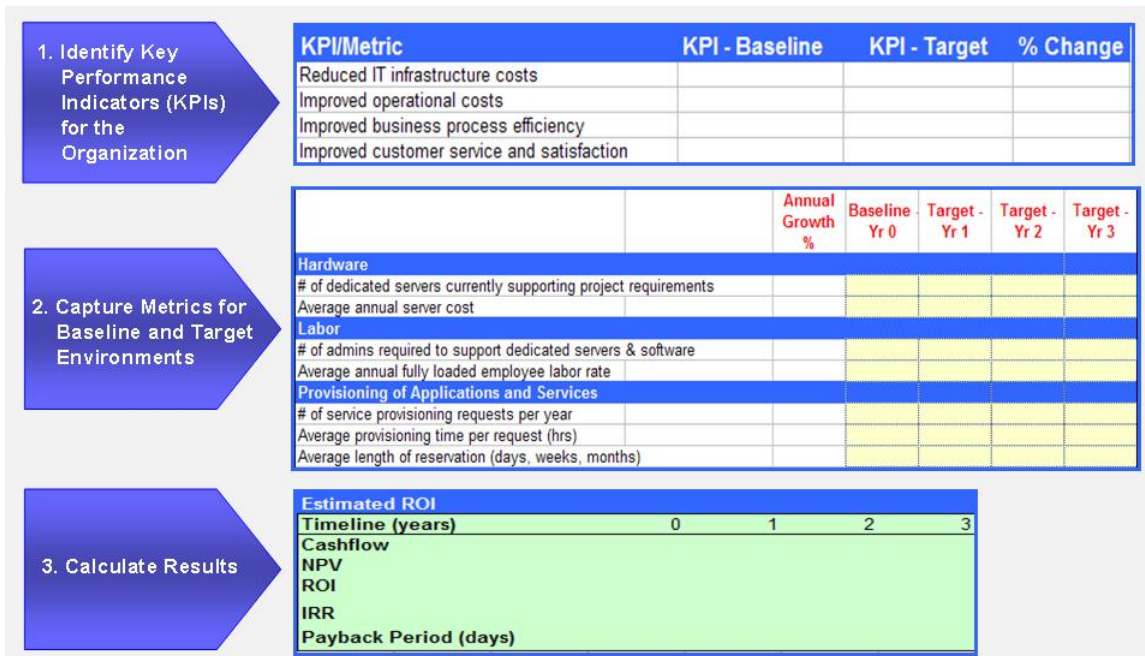 1. Identify Key
Performance
Indicators (KPIs)
for the
Organization
KPI/Metric KPI - Baseline KPI - Target % Change
Reduced IT infrastructure costs
Improved operational costs
Improved business process efficiency
Improved customer service and satisfaction
2. Capture Metrics for
Baseline and Target
Environments
Annual
Growth
%
Baseline -
Yr 0
Target -
Yr 1
Target -
Yr 2
Target -
Yr 3
Hardware
# of dedicated servers currently supporting project requirements
Average annual server cost
Labor
# of admins required to support dedicated servers & software
Average annual fully loaded employee labor rate
Provisioning of Applications and Services
# of service provisioning requests per year
Average provisioning time per request (hrs)
Average length of reservation (days, weeks, months)
3. Calculate Results
Estimated ROI
Timeline (years) 0 1 2 3
Cashflow
NPV
ROI
IRR
Payback Period (days)